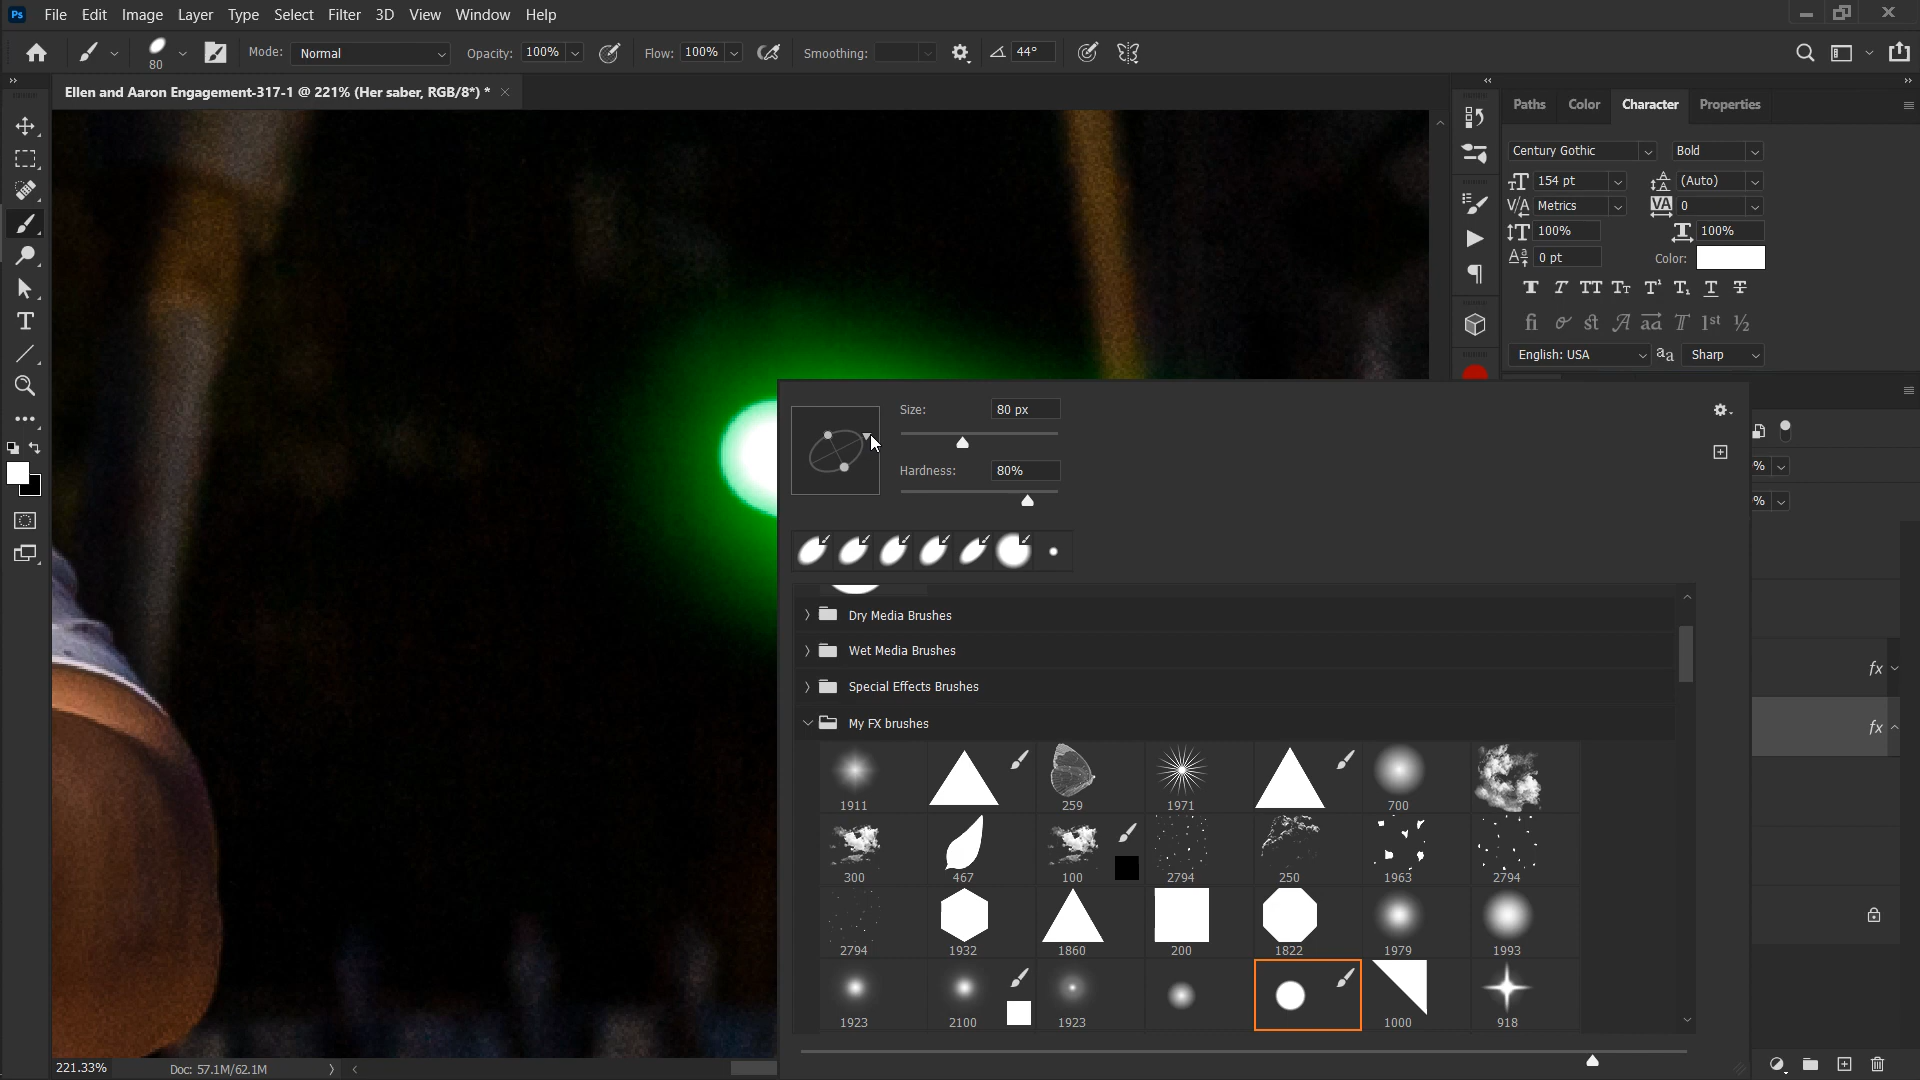 Ps File Edit Image Layer Type Select Filter 3D View Window Help
80 Mode: Normal Opacity: 100% Flow: 100% Smoothing: 44°
Ellen and Aaron Engagement-317-1 @ 221% (Her saber, RGB/8*) *
Paths Color Character Properties
Century Gothic Bold
154 pt (Auto)
Metrics 0
100% 100%
0 pt Color:
English: USA aa Sharp
Size: 80 px
Hardness: 80%
%
%
Dry Media Brushes
Wet Media Brushes
Special Effects Brushes
My FX brushes
fx
fx
1911 259 1971 700
300 467 100 2794 250 1963 2794
2794 1932 1860 200 1822 1979 1993
1923 2100 1923 1000 918
221.33% Doc: 57.1M/62.1M